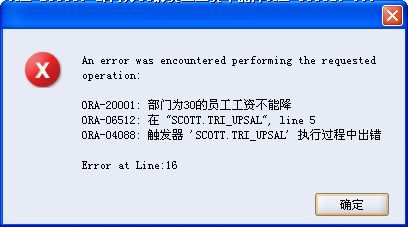 An error was encountered performing the requested
operation:
ORA-20001: 部门为30的员工工资不能降
ORA-06512: 在 "SCOTT.TRI_UPSAL", line 5
ORA-04088: 触发器 'SCOTT.TRI_UPSAL' 执行过程中出错
Error at Line:16
确定